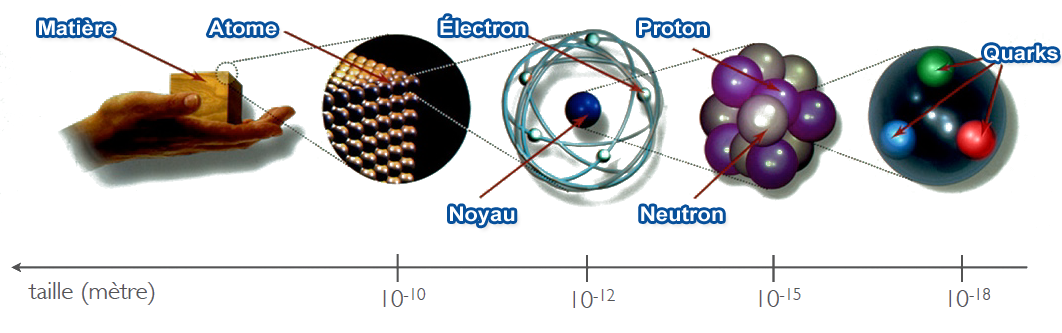 Matière
Atome
Électron
Proton
Quarks
Noyau
Neutron
taille (mètre)
10⁻¹⁰
10⁻¹²
10⁻¹⁵
10⁻¹⁸